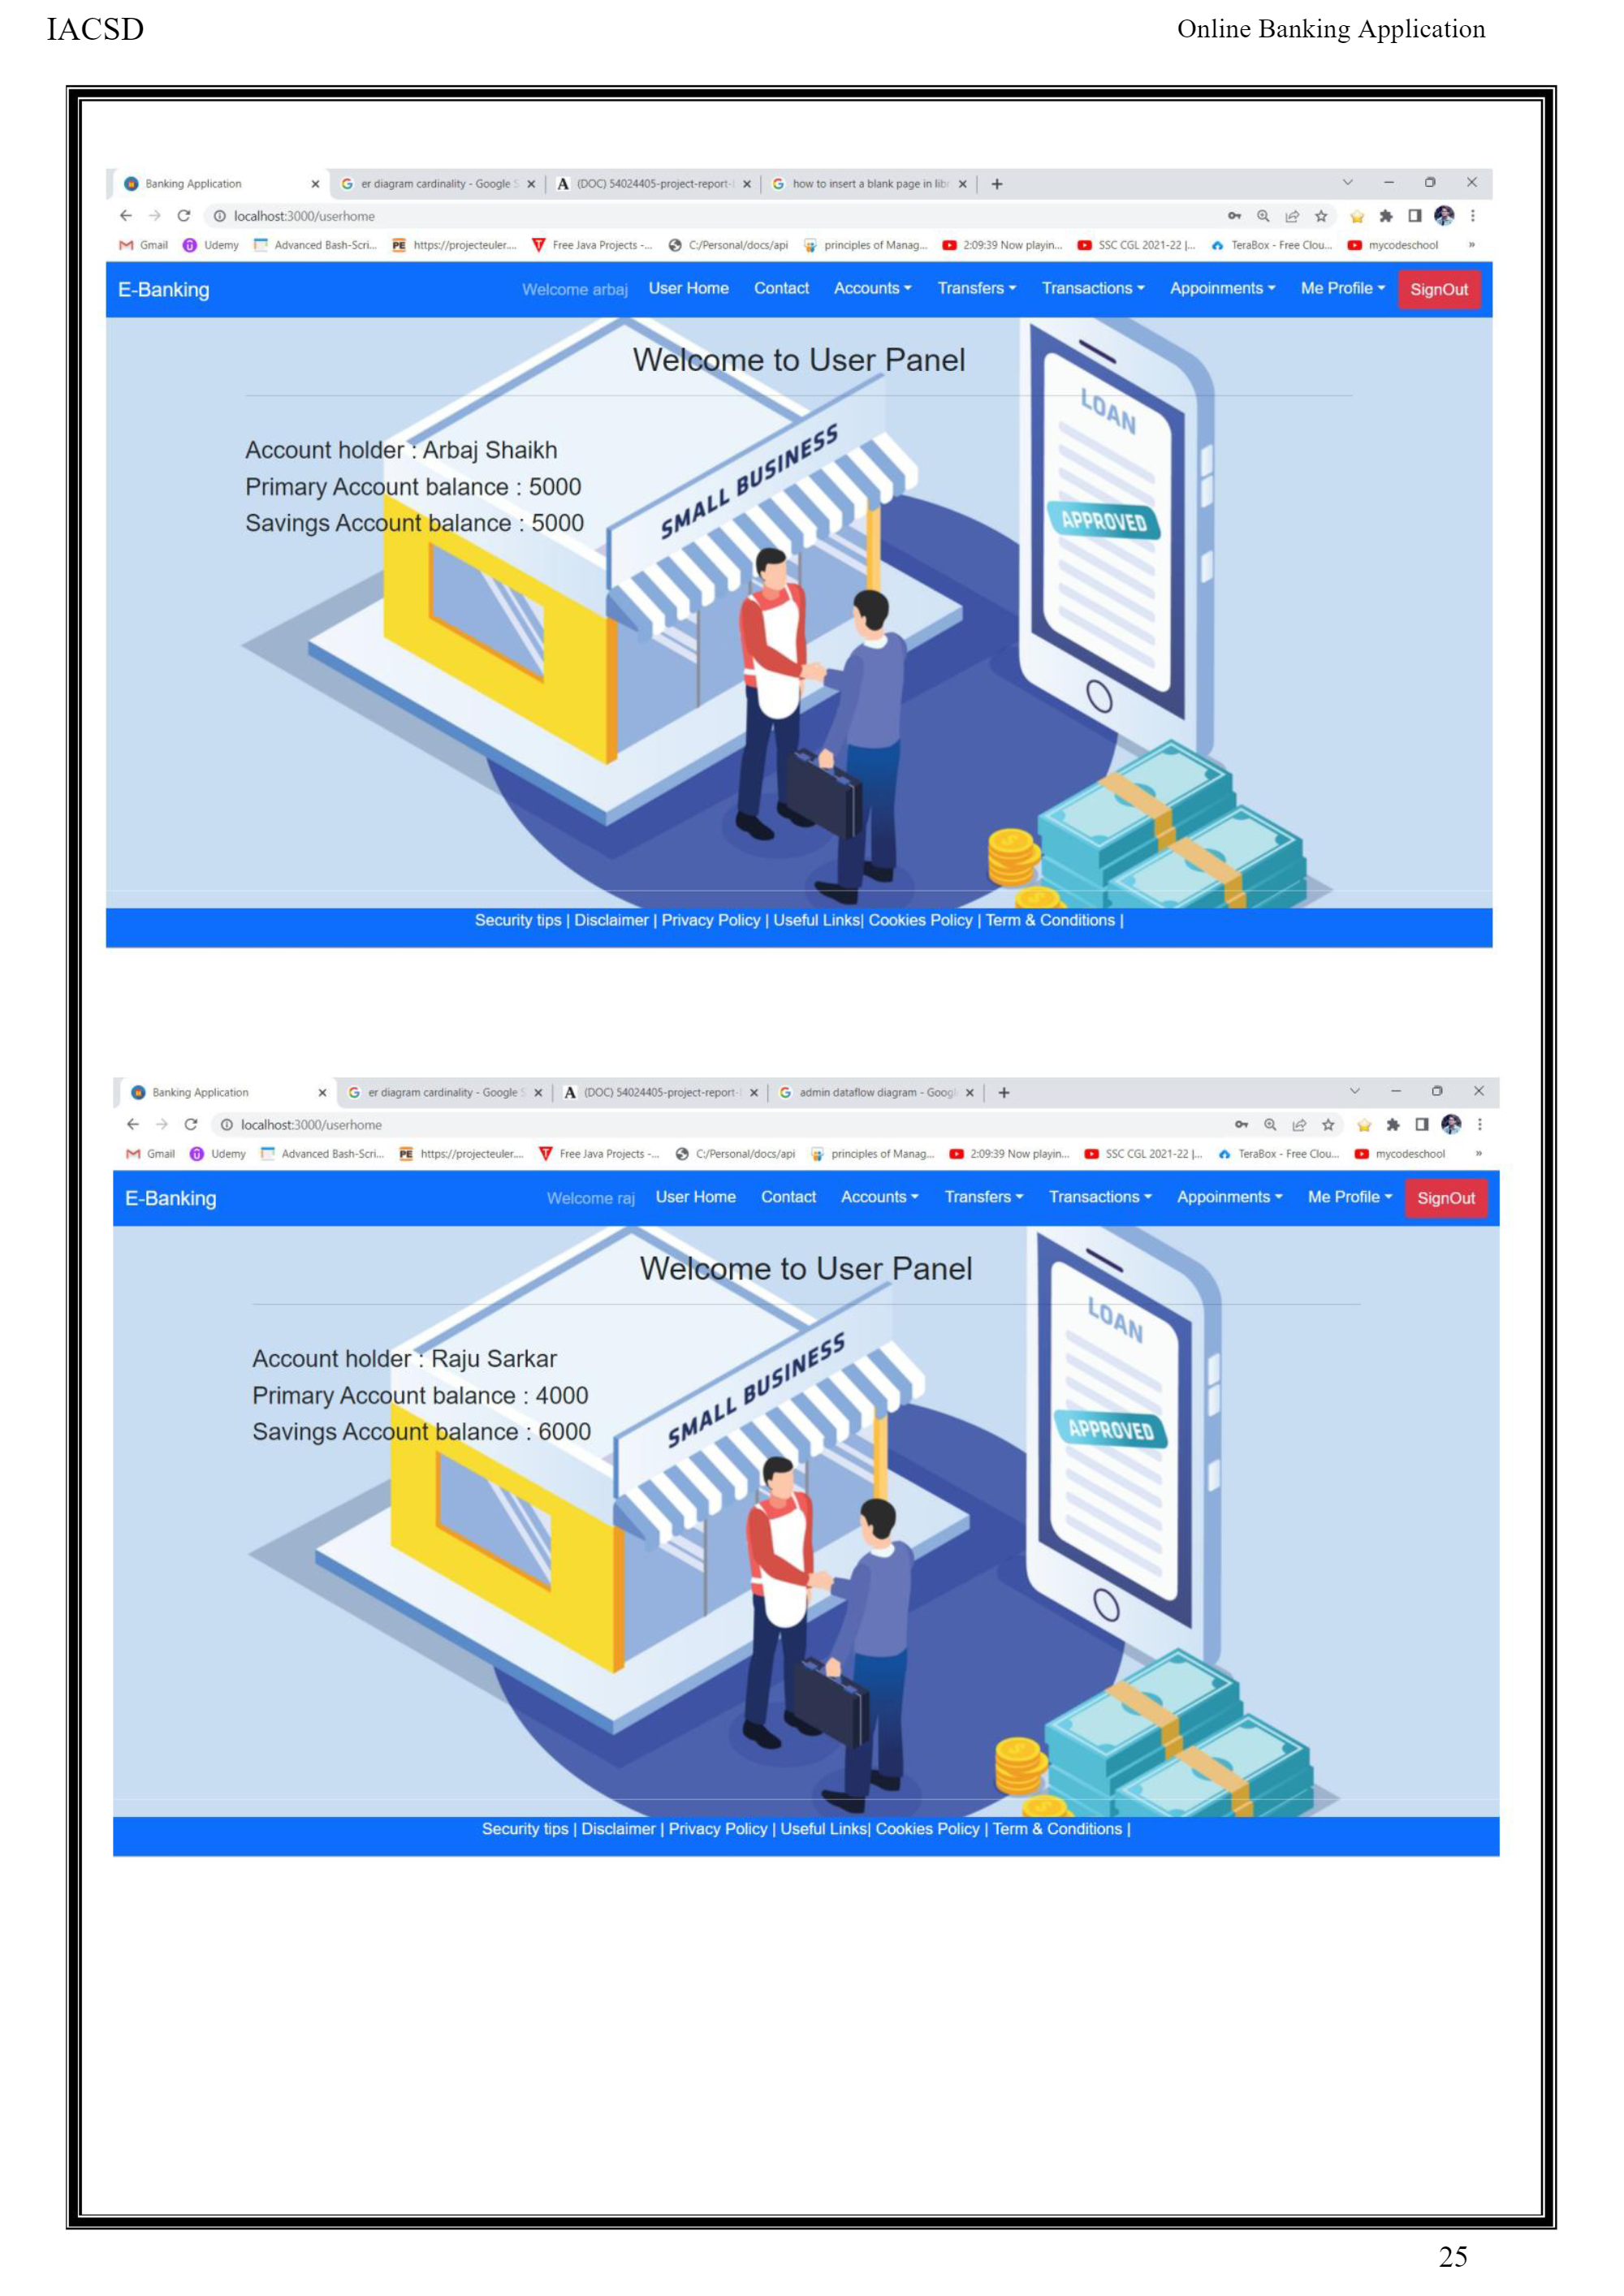 IACSD
Online Banking Application
Banking Application
er diagram cardinality - Google S
(DOC) 54024405-project-report-
how to insert a blank page in libr
localhost:3000/userhome
Gmail Udemy Advanced Bash-Scri... PE https://projecteuler.... Free Java Projects -... C:/Personal/docs/api principles of Manag... 2:09:39 Now playin... SSC CGL 2021-22 |... TeraBox - Free Clou... mycodeschool »
E-Banking Welcome arbaj User Home Contact Accounts Transfers Transactions Appoinments Me Profile SignOut
Welcome to User Panel
LOAN
Account holder : Arbaj Shaikh
Primary Account balance : 5000
Savings Account balance : 5000
SMALL BUSINESS
APPROVED
Security tips | Disclaimer | Privacy Policy | Useful Links| Cookies Policy | Term & Conditions |
Banking Application
er diagram cardinality - Google S
(DOC) 54024405-project-report-
admin dataflow diagram - Googl
localhost:3000/userhome
Gmail Udemy Advanced Bash-Scri... PE https://projecteuler.... Free Java Projects -... C:/Personal/docs/api principles of Manag... 2:09:39 Now playin... SSC CGL 2021-22 |... TeraBox - Free Clou... mycodeschool »
E-Banking Welcome raj User Home Contact Accounts Transfers Transactions Appoinments Me Profile SignOut
Welcome to User Panel
LOAN
Account holder : Raju Sarkar
Primary Account balance : 4000
Savings Account balance : 6000
SMALL BUSINESS
APPROVED
Security tips | Disclaimer | Privacy Policy | Useful Links| Cookies Policy | Term & Conditions |
25